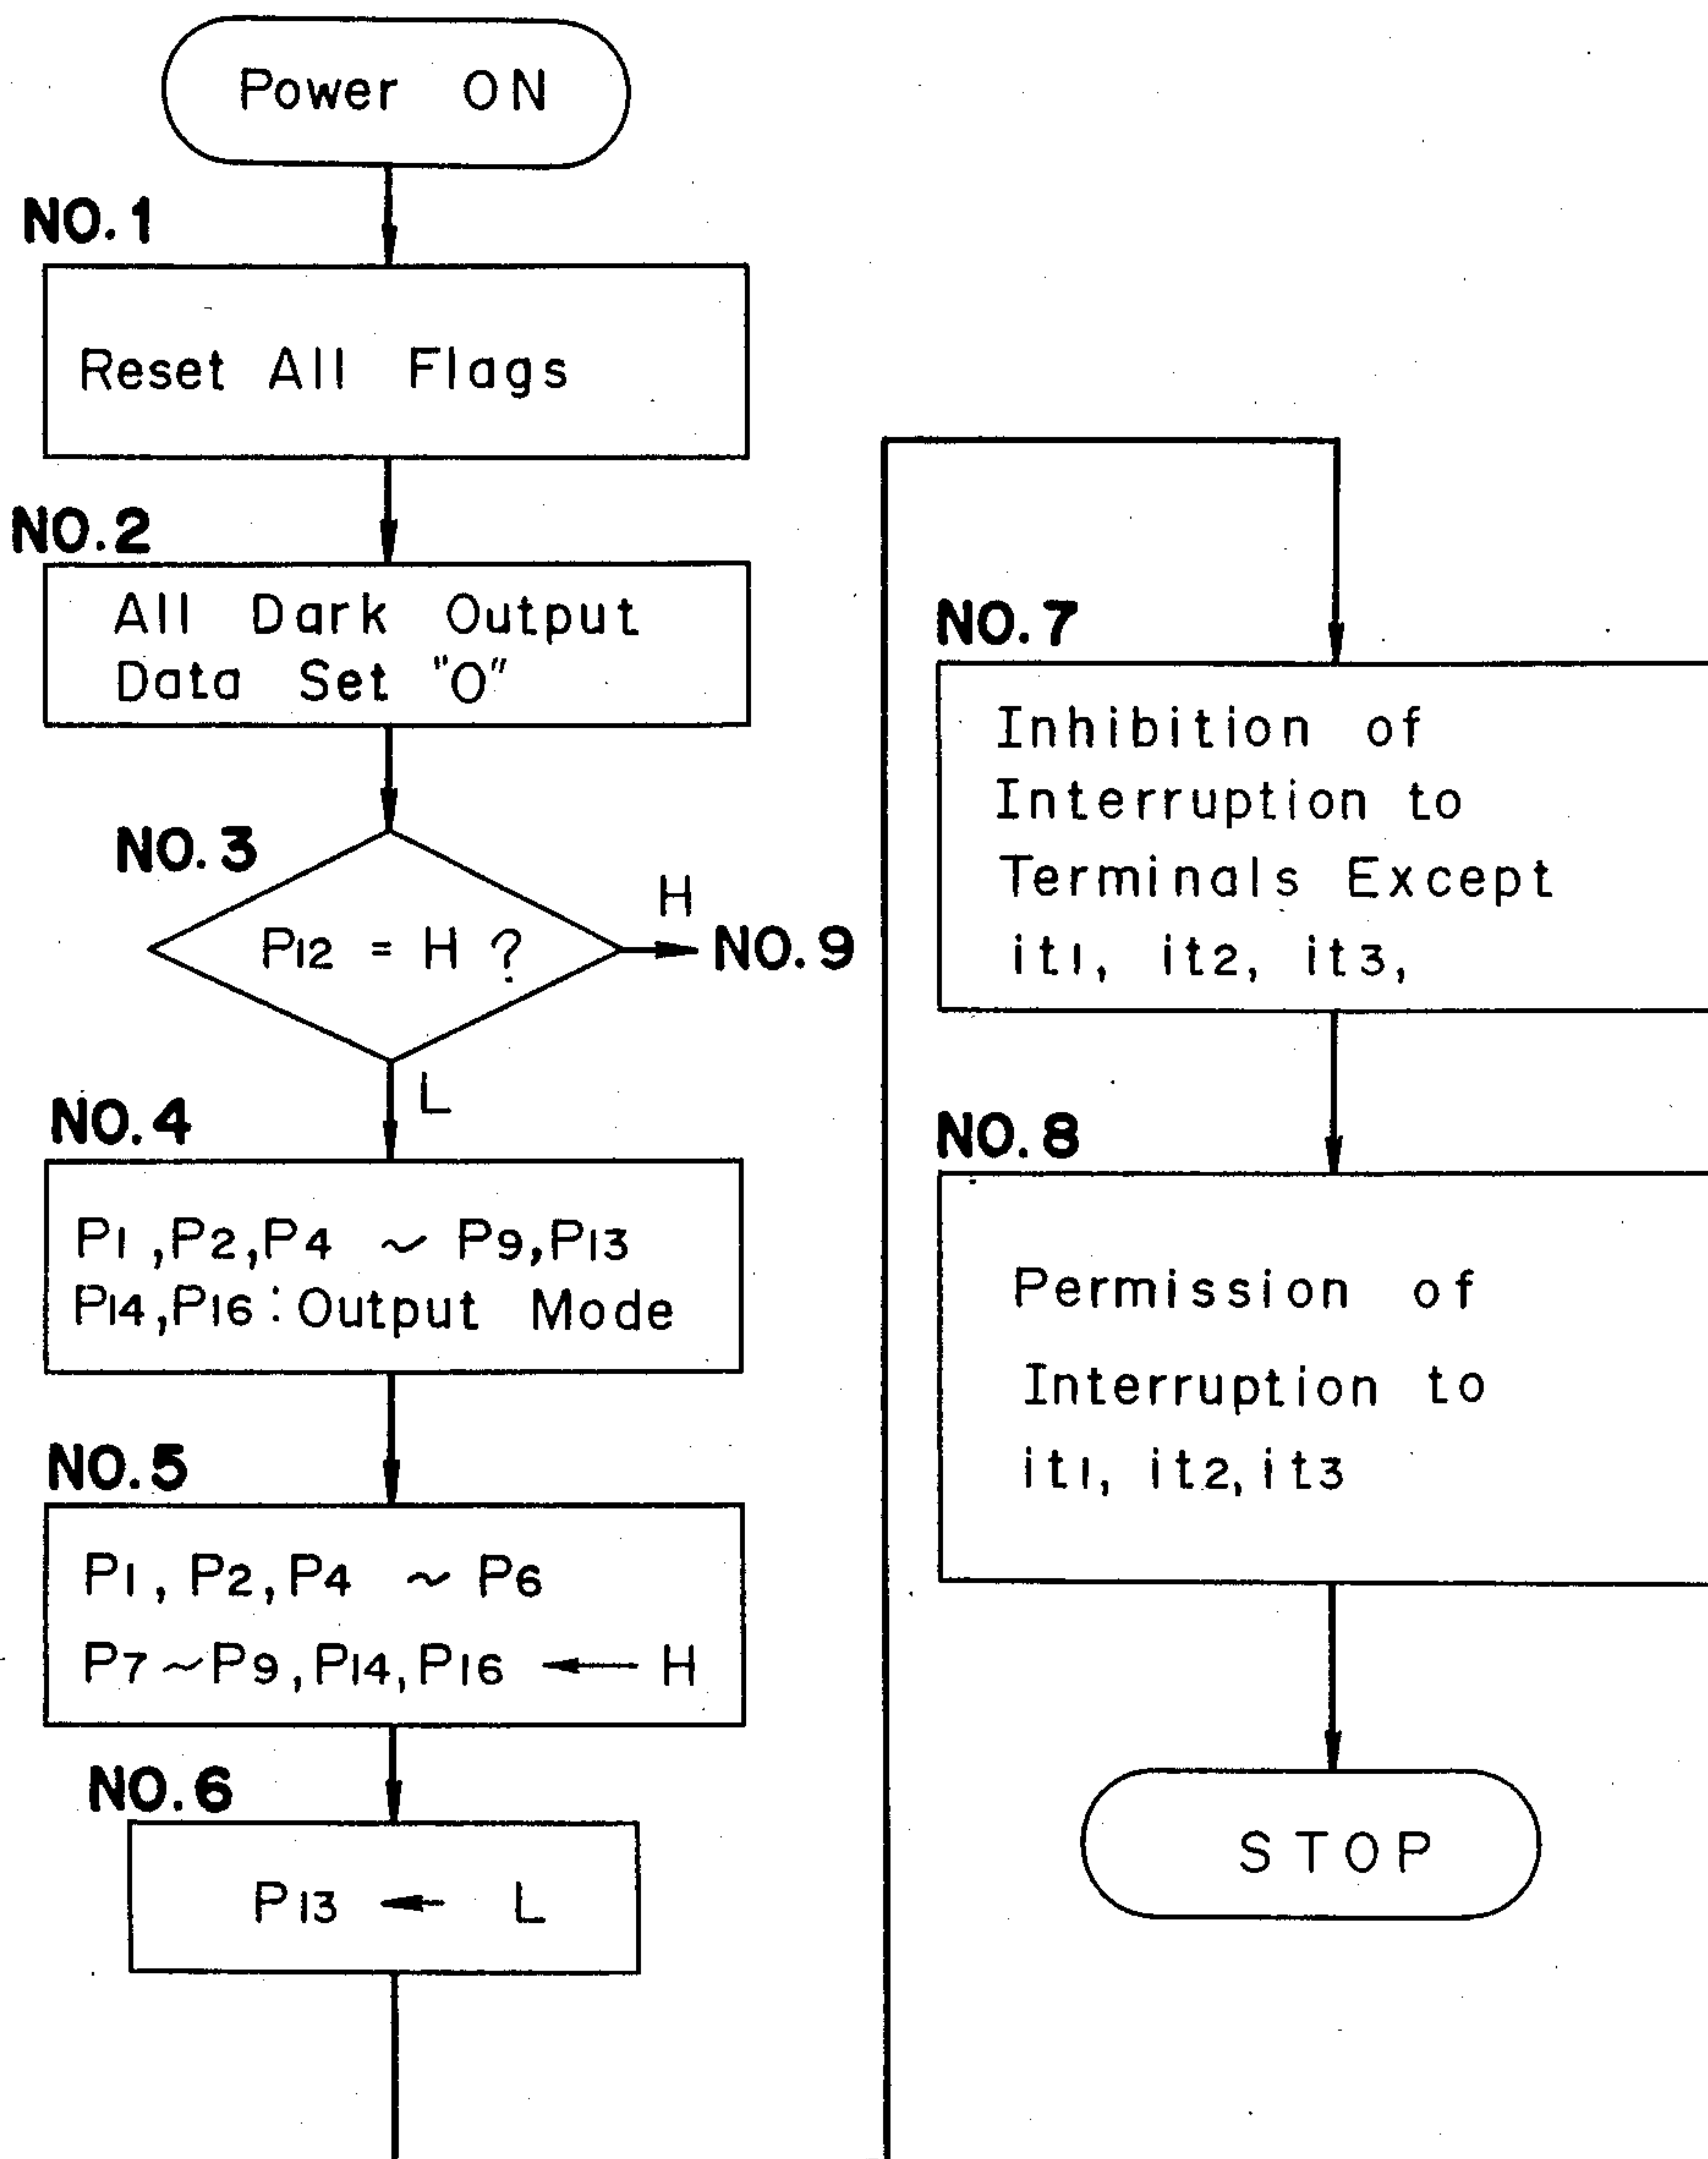 Power ON
NO.1
Reset All Flags
NO.2
All Dark Output
Data Set "O"
NO.3
P12 = H ?
H
NO.9
L
NO.4
P1,P2,P4 ~ P9,P13
P14,P16:Output Mode
NO.5
P1, P2,P4 ~ P6
P7~P9,P14,P16 ← H
NO.6
P13 ← L
NO.7
Inhibition of
Interruption to
Terminals Except
it1, it2, it3,
NO.8
Permission of
Interruption to
it1, it2,it3
STOP